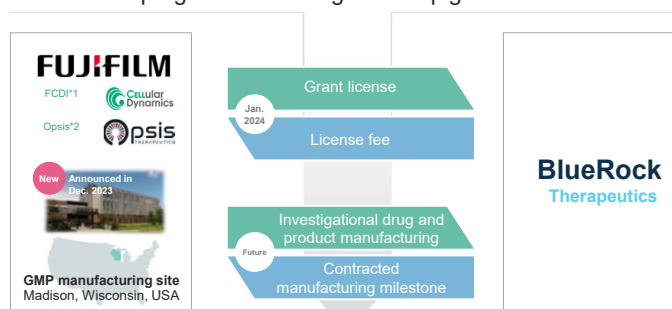 FUJIFILM
FCDI*1
Cellular
Dynamics
Opsis*2
Opsis
THERAPEUTICS
New
Announced in
Dec. 2023
GMP manufacturing site
Madison, Wisconsin, USA
Grant license
Jan.
2024
License fee
Investigational drug and
product manufacturing
Future
Contracted
manufacturing milestone
BlueRock
Therapeutics